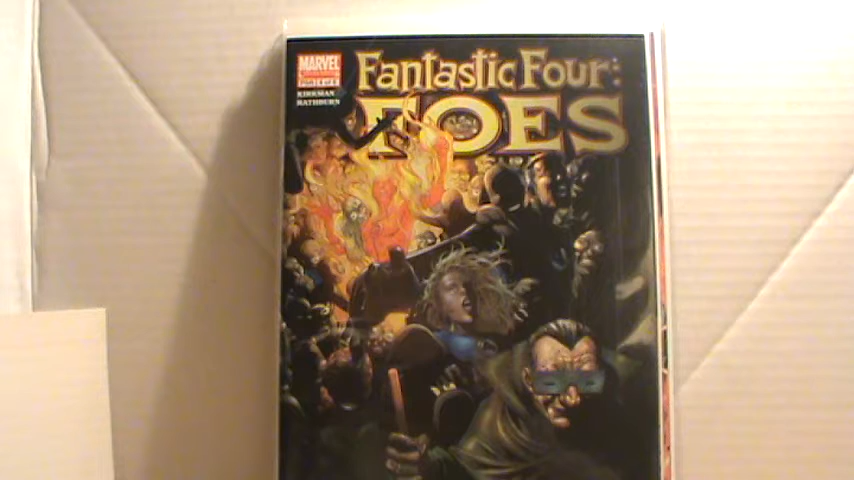 MARVEL
Fantastic Four:
FOES
KIRKMAN
RATHBURN